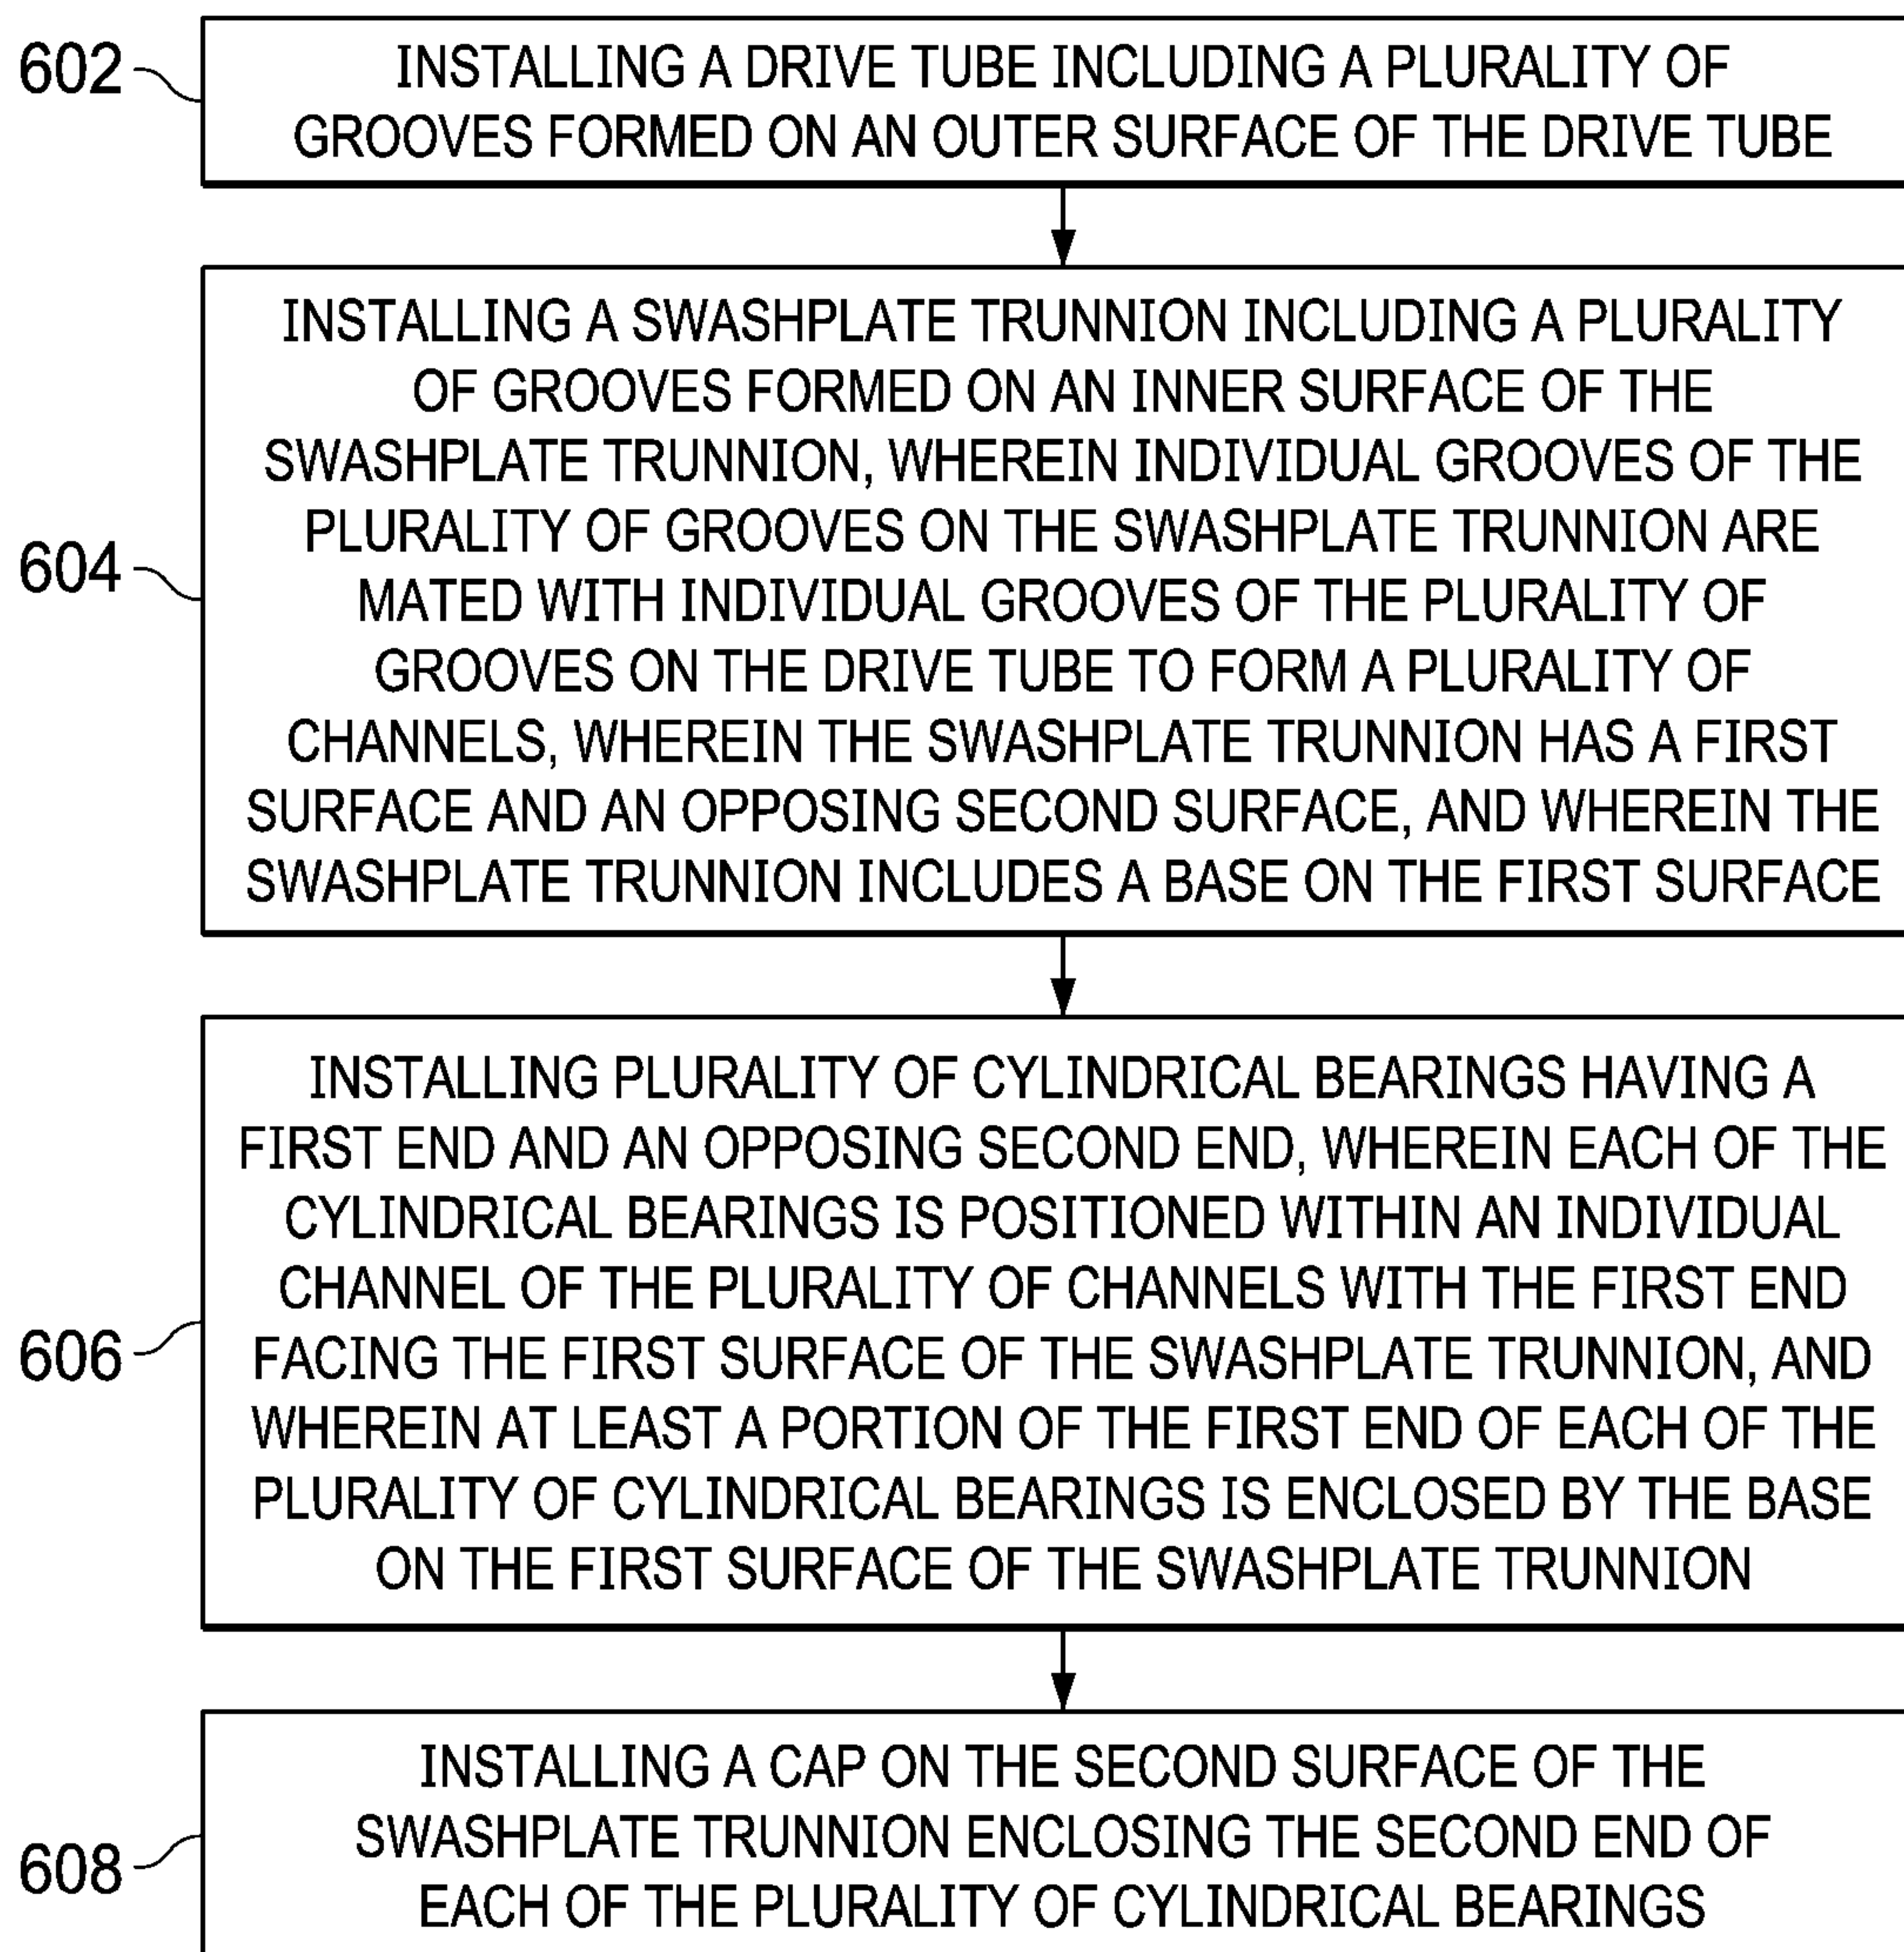 602
INSTALLING A DRIVE TUBE INCLUDING A PLURALITY OF
GROOVES FORMED ON AN OUTER SURFACE OF THE DRIVE TUBE
604
INSTALLING A SWASHPLATE TRUNNION INCLUDING A PLURALITY
OF GROOVES FORMED ON AN INNER SURFACE OF THE
SWASHPLATE TRUNNION, WHEREIN INDIVIDUAL GROOVES OF THE
PLURALITY OF GROOVES ON THE SWASHPLATE TRUNNION ARE
MATED WITH INDIVIDUAL GROOVES OF THE PLURALITY OF
GROOVES ON THE DRIVE TUBE TO FORM A PLURALITY OF
CHANNELS, WHEREIN THE SWASHPLATE TRUNNION HAS A FIRST
SURFACE AND AN OPPOSING SECOND SURFACE, AND WHEREIN THE
SWASHPLATE TRUNNION INCLUDES A BASE ON THE FIRST SURFACE
606
INSTALLING PLURALITY OF CYLINDRICAL BEARINGS HAVING A
FIRST END AND AN OPPOSING SECOND END, WHEREIN EACH OF THE
CYLINDRICAL BEARINGS IS POSITIONED WITHIN AN INDIVIDUAL
CHANNEL OF THE PLURALITY OF CHANNELS WITH THE FIRST END
FACING THE FIRST SURFACE OF THE SWASHPLATE TRUNNION, AND
WHEREIN AT LEAST A PORTION OF THE FIRST END OF EACH OF THE
PLURALITY OF CYLINDRICAL BEARINGS IS ENCLOSED BY THE BASE
ON THE FIRST SURFACE OF THE SWASHPLATE TRUNNION
608
INSTALLING A CAP ON THE SECOND SURFACE OF THE
SWASHPLATE TRUNNION ENCLOSING THE SECOND END OF
EACH OF THE PLURALITY OF CYLINDRICAL BEARINGS